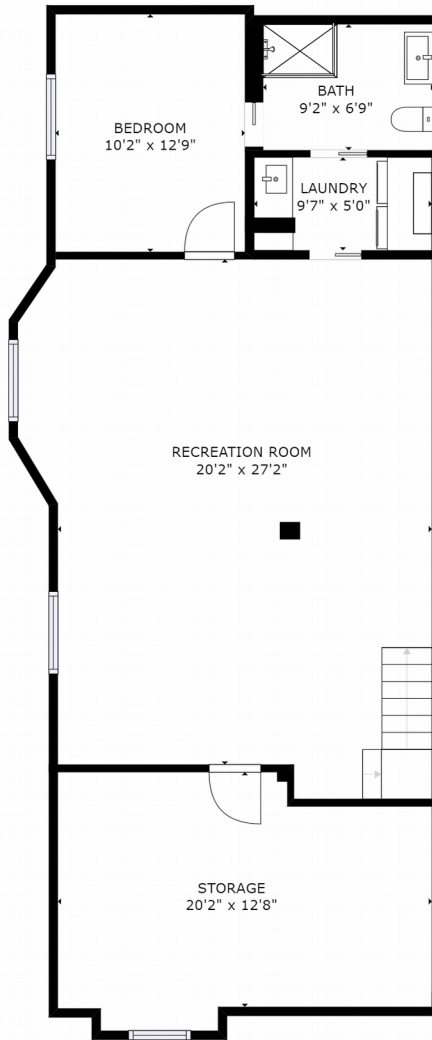 BATH
9'2" x 6'9"
BEDROOM
10'2" x 12'9"
LAUNDRY
9'7" x 5'0"
RECREATION ROOM
20'2" x 27'2"
STORAGE
20'2" x 12'8"